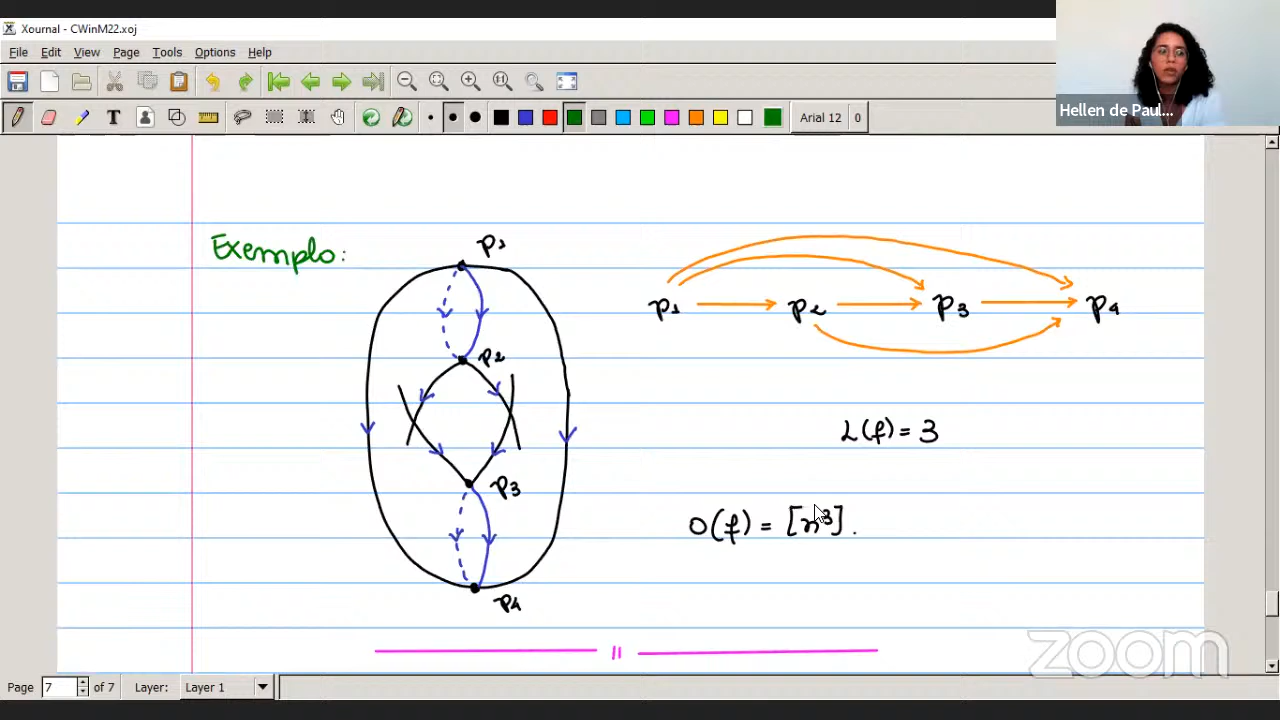 Xournal - CWinM22.xoj
File Edit View Page Tools Options Help
Hellen de Paul...
Arial 12 0
Exemplo:
p1
p2
p3
p4
p1 p2 p3 p4
L(f) = 3
O(f) = [n³].
zoom
Page 7 of 7 Layer: Layer 1